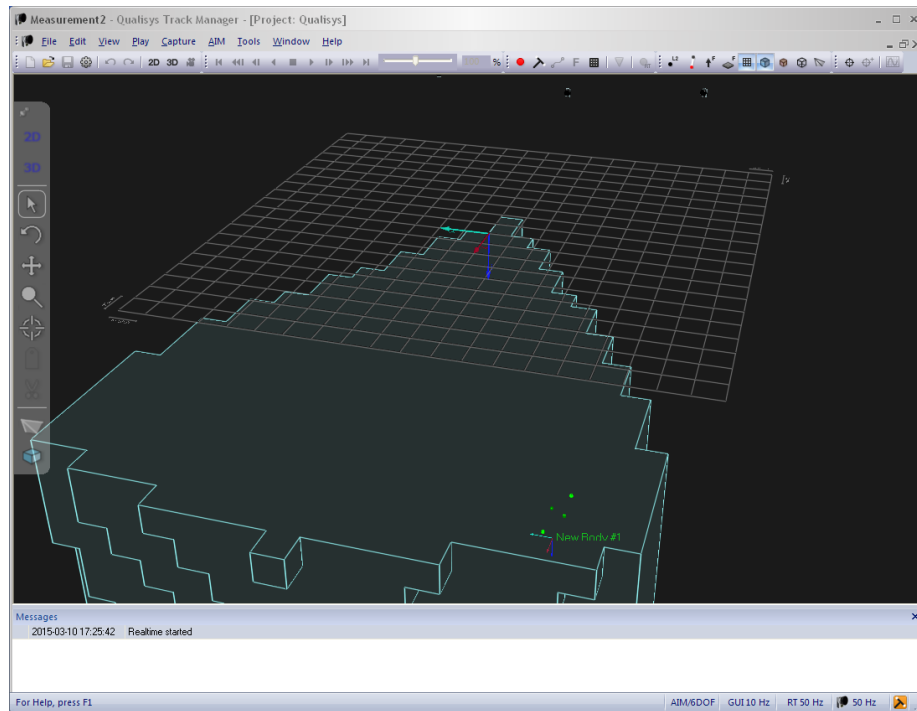 Measurement2 - Qualisys Track Manager - [Project: Qualisys]
File Edit View Play Capture AIM Tools Window Help
2D 3D % F
2D
3D
New Body #1
Messages
2015-03-10 17:25:42 Realtime started
For Help, press F1 AIM/6DOF GUI 10 Hz RT 50 Hz 50 Hz